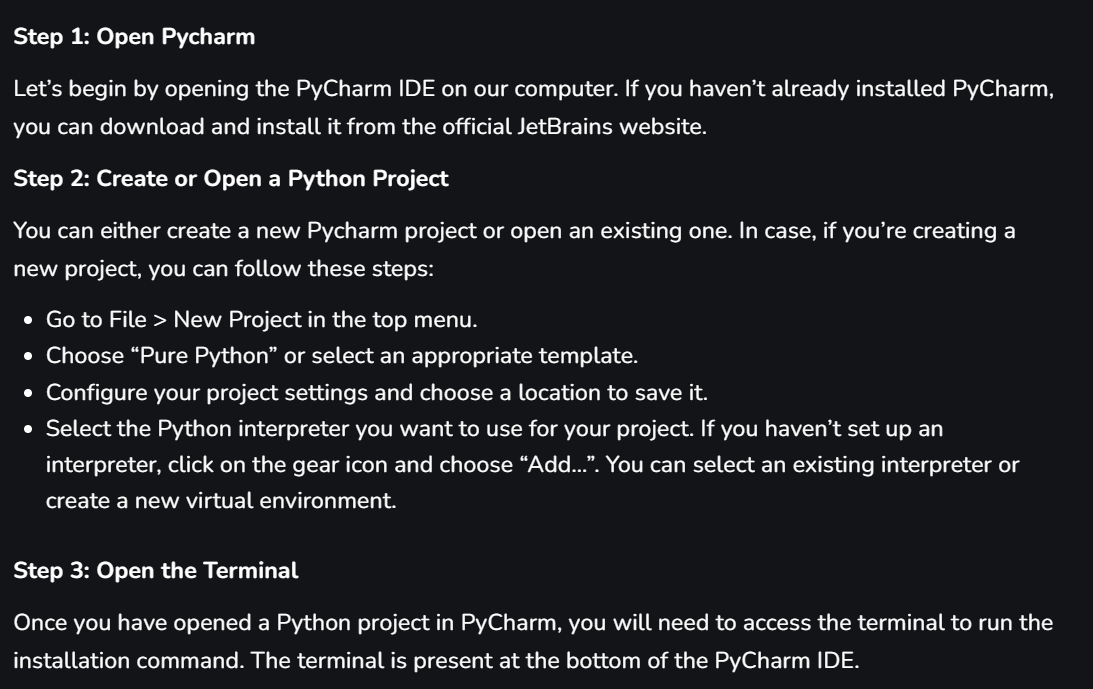 Step 1: Open Pycharm
Let’s begin by opening the PyCharm IDE on our computer. If you haven’t already installed PyCharm,
you can download and install it from the official JetBrains website.
Step 2: Create or Open a Python Project
You can either create a new Pycharm project or open an existing one. In case, if you’re creating a
new project, you can follow these steps:
• Go to File > New Project in the top menu.
• Choose “Pure Python” or select an appropriate template.
• Configure your project settings and choose a location to save it.
• Select the Python interpreter you want to use for your project. If you haven’t set up an
interpreter, click on the gear icon and choose “Add…”. You can select an existing interpreter or
create a new virtual environment.
Step 3: Open the Terminal
Once you have opened a Python project in PyCharm, you will need to access the terminal to run the
installation command. The terminal is present at the bottom of the PyCharm IDE.